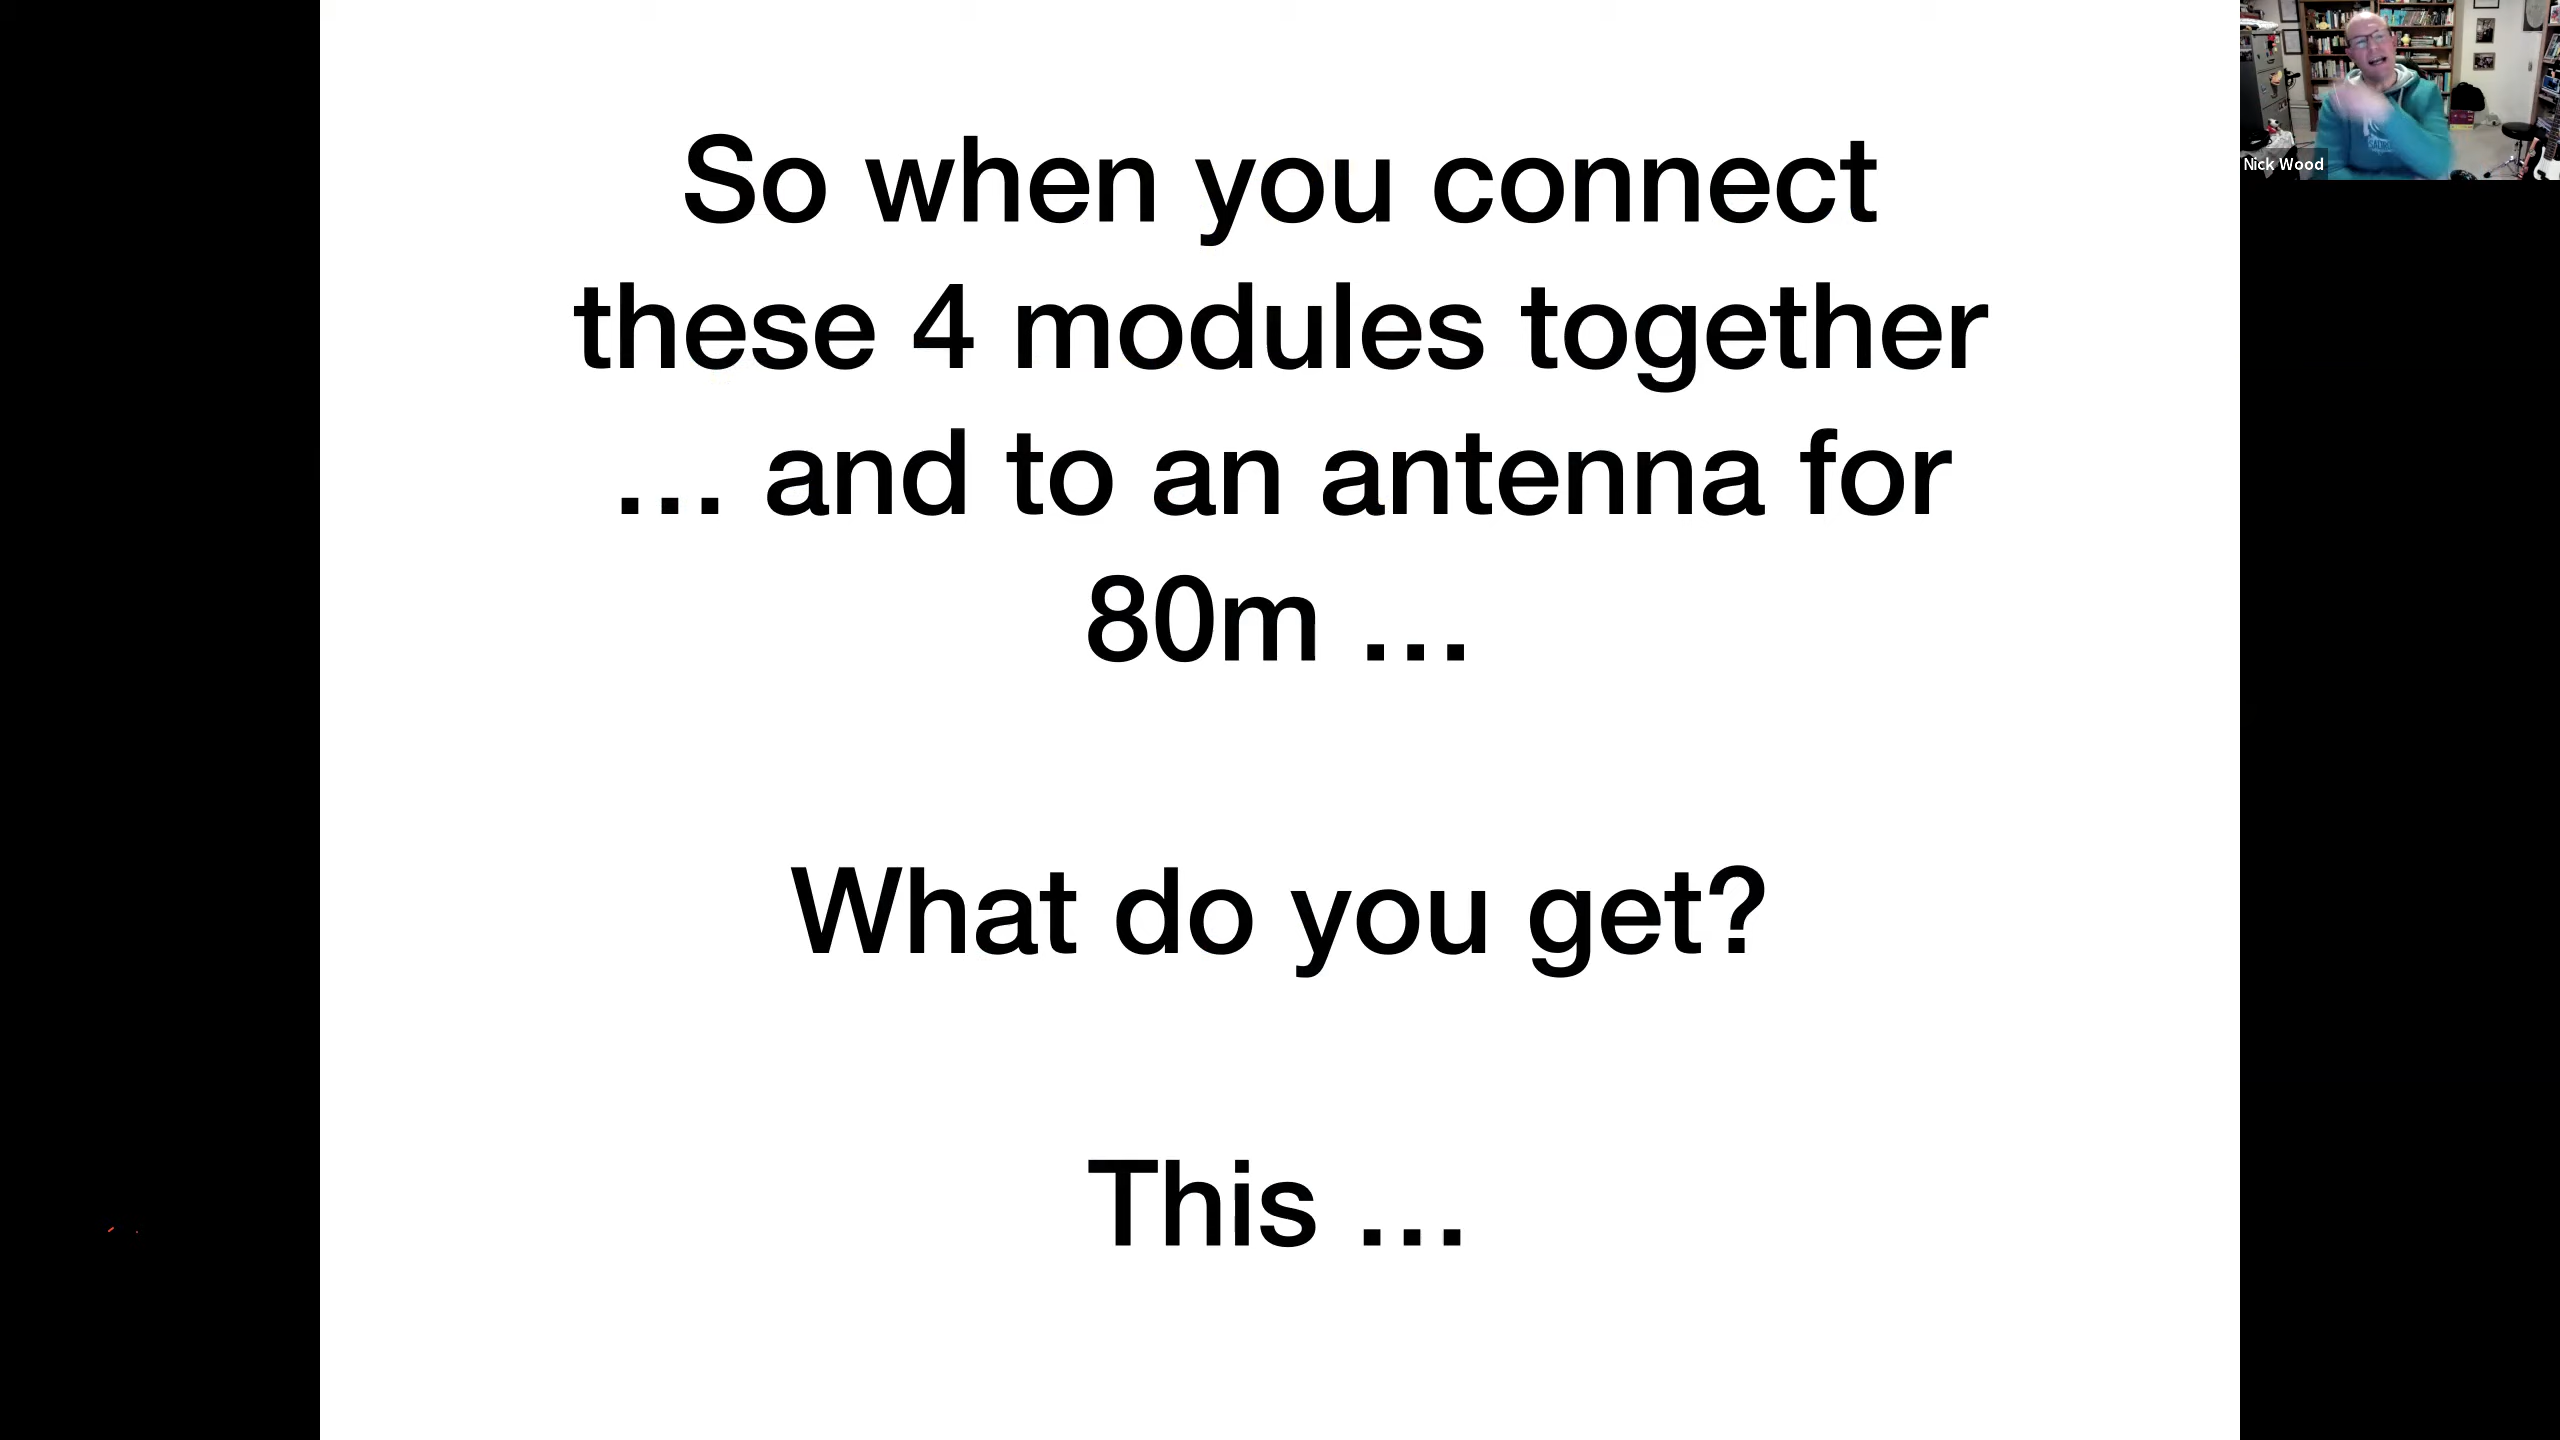 So when you connect
these 4 modules together
… and to an antenna for
80m …
What do you get?
This …
Nick Wood